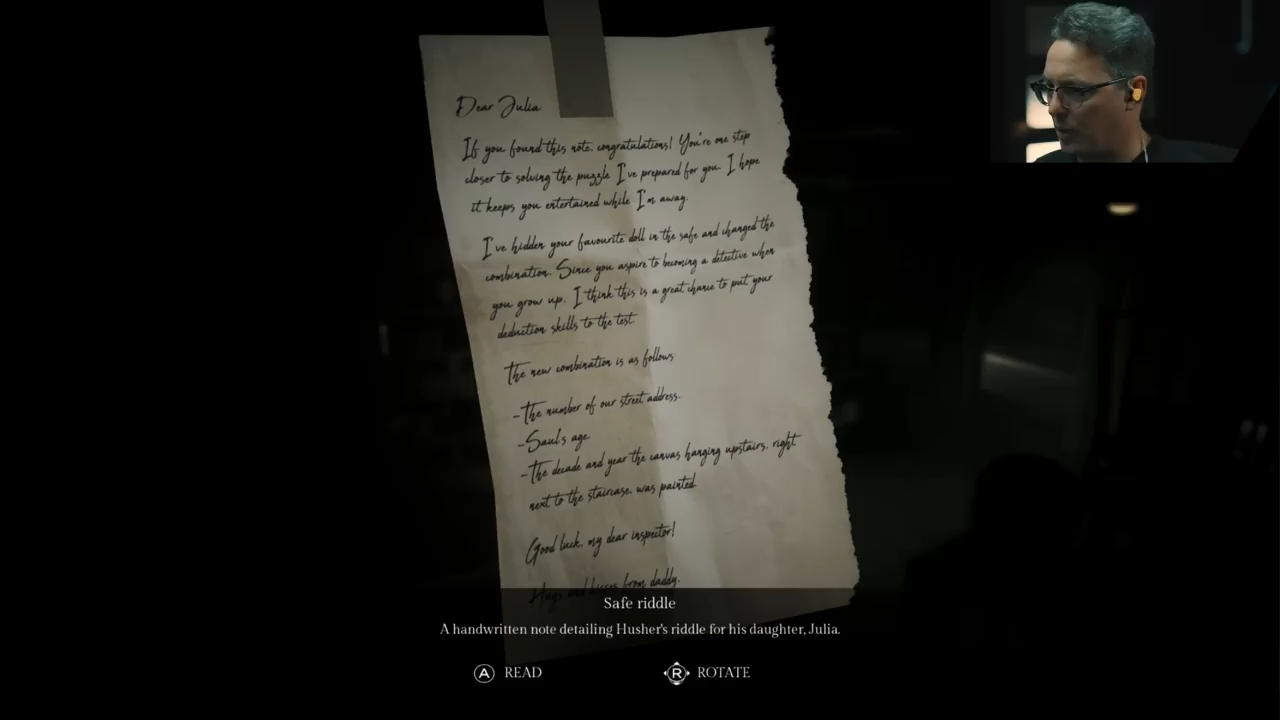 Dear Julia
If you found this note, congratulations! You're one step
closer to solving the puzzle I've prepared for you. I hope
it keeps you entertained while I'm away.
I've hidden your favourite doll in the safe and changed the
combination. Since you aspire to becoming a detective when
you grow up, I think this is a great chance to put your
deduction skills to the test.
The new combination is as follows
-The number of our street address.
-Saul's age
-The decade and year the canvas hanging upstairs, right
next to the staircase, was painted.
Good luck, my dear inspector!
Hugs and kisses from daddy.
Safe riddle
A handwritten note detailing Husher's riddle for his daughter, Julia.
A READ
R ROTATE